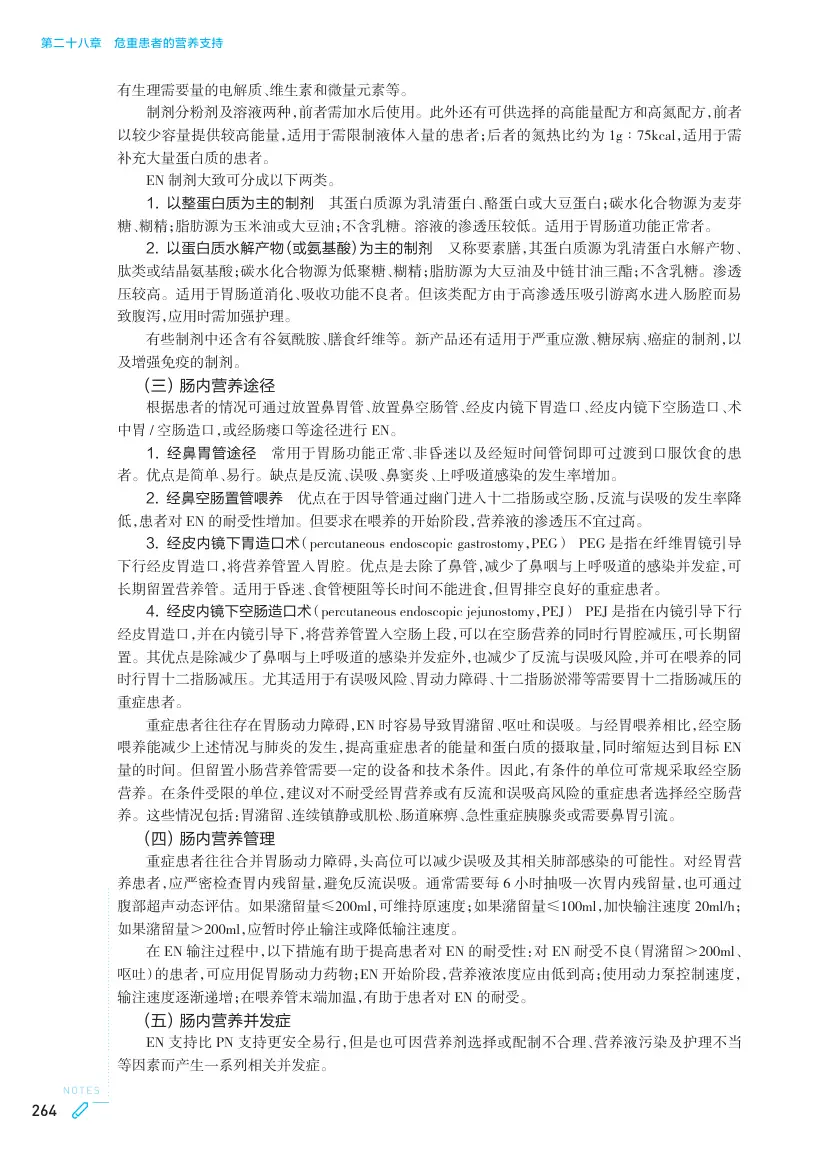 第二十八章 危重患者的营养支持
有生理需要量的电解质、维生素和微量元素等。
制剂分粉剂及溶液两种，前者需加水后使用。此外还有可供选择的高能量配方和高氮配方，前者
以较少容量提供较高能量，适用于需限制液体入量的患者；后者的氮热比约为 1g∶75kcal，适用于需
补充大量蛋白质的患者。
EN 制剂大致可分成以下两类。
1. 以整蛋白质为主的制剂 其蛋白质源为乳清蛋白、酪蛋白或大豆蛋白；碳水化合物源为麦芽
糖、糊精；脂肪源为玉米油或大豆油；不含乳糖。溶液的渗透压较低。适用于胃肠道功能正常者。
2. 以蛋白质水解产物（或氨基酸）为主的制剂 又称要素膳，其蛋白质源为乳清蛋白水解产物、
肽类或结晶氨基酸；碳水化合物源为低聚糖、糊精；脂肪源为大豆油及中链甘油三酯；不含乳糖。渗透
压较高。适用于胃肠道消化、吸收功能不良者。但该类配方由于高渗透压吸引游离水进入肠腔而易
致腹泻，应用时需加强护理。
有些制剂中还含有谷氨酰胺、膳食纤维等。新产品还有适用于严重应激、糖尿病、癌症的制剂，以
及增强免疫的制剂。
（三）肠内营养途径
根据患者的情况可通过放置鼻胃管、放置鼻空肠管、经皮内镜下胃造口、经皮内镜下空肠造口、术
中胃 / 空肠造口，或经肠瘘口等途径进行 EN。
1. 经鼻胃管途径 常用于胃肠功能正常、非昏迷以及经短时间管饲即可过渡到口服饮食的患
者。优点是简单、易行。缺点是反流、误吸、鼻窦炎、上呼吸道感染的发生率增加。
2. 经鼻空肠置管喂养 优点在于因导管通过幽门进入十二指肠或空肠，反流与误吸的发生率降
低，患者对 EN 的耐受性增加。但要求在喂养的开始阶段，营养液的渗透压不宜过高。
3. 经皮内镜下胃造口术（percutaneous endoscopic gastrostomy，PEG） PEG 是指在纤维胃镜引导
下行经皮胃造口，将营养管置入胃腔。优点是去除了鼻管，减少了鼻咽与上呼吸道的感染并发症，可
长期留置营养管。适用于昏迷、食管梗阻等长时间不能进食，但胃排空良好的重症患者。
4. 经皮内镜下空肠造口术（percutaneous endoscopic jejunostomy，PEJ） PEJ 是指在内镜引导下行
经皮胃造口，并在内镜引导下，将营养管置入空肠上段，可以在空肠营养的同时行胃腔减压，可长期留
置。其优点是除减少了鼻咽与上呼吸道的感染并发症外，也减少了反流与误吸风险，并可在喂养的同
时行胃十二指肠减压。尤其适用于有误吸风险、胃动力障碍、十二指肠淤滞等需要胃十二指肠减压的
重症患者。
重症患者往往存在胃肠动力障碍，EN 时容易导致胃潴留、呕吐和误吸。与经胃喂养相比，经空肠
喂养能减少上述情况与肺炎的发生，提高重症患者的能量和蛋白质的摄取量，同时缩短达到目标 EN
量的时间。但留置小肠营养管需要一定的设备和技术条件。因此，有条件的单位可常规采取经空肠
营养。在条件受限的单位，建议对不耐受经胃营养或有反流和误吸高风险的重症患者选择经空肠营
养。这些情况包括：胃潴留、连续镇静或肌松、肠道麻痹、急性重症胰腺炎或需要鼻胃引流。
（四）肠内营养管理
重症患者往往合并胃肠动力障碍，头高位可以减少误吸及其相关肺部感染的可能性。对经胃营
养患者，应严密检查胃内残留量，避免反流误吸。通常需要每 6 小时抽吸一次胃内残留量，也可通过
腹部超声动态评估。如果潴留量≤200ml，可维持原速度；如果潴留量≤100ml，加快输注速度 20ml/h；
如果潴留量＞200ml，应暂时停止输注或降低输注速度。
在 EN 输注过程中，以下措施有助于提高患者对 EN 的耐受性：对 EN 耐受不良（胃潴留＞200ml、
呕吐）的患者，可应用促胃肠动力药物；EN 开始阶段，营养液浓度应由低到高；使用动力泵控制速度，
输注速度逐渐递增；在喂养管末端加温，有助于患者对 EN 的耐受。
（五）肠内营养并发症
EN 支持比 PN 支持更安全易行，但是也可因营养剂选择或配制不合理、营养液污染及护理不当
等因素而产生一系列相关并发症。
NOTES
264